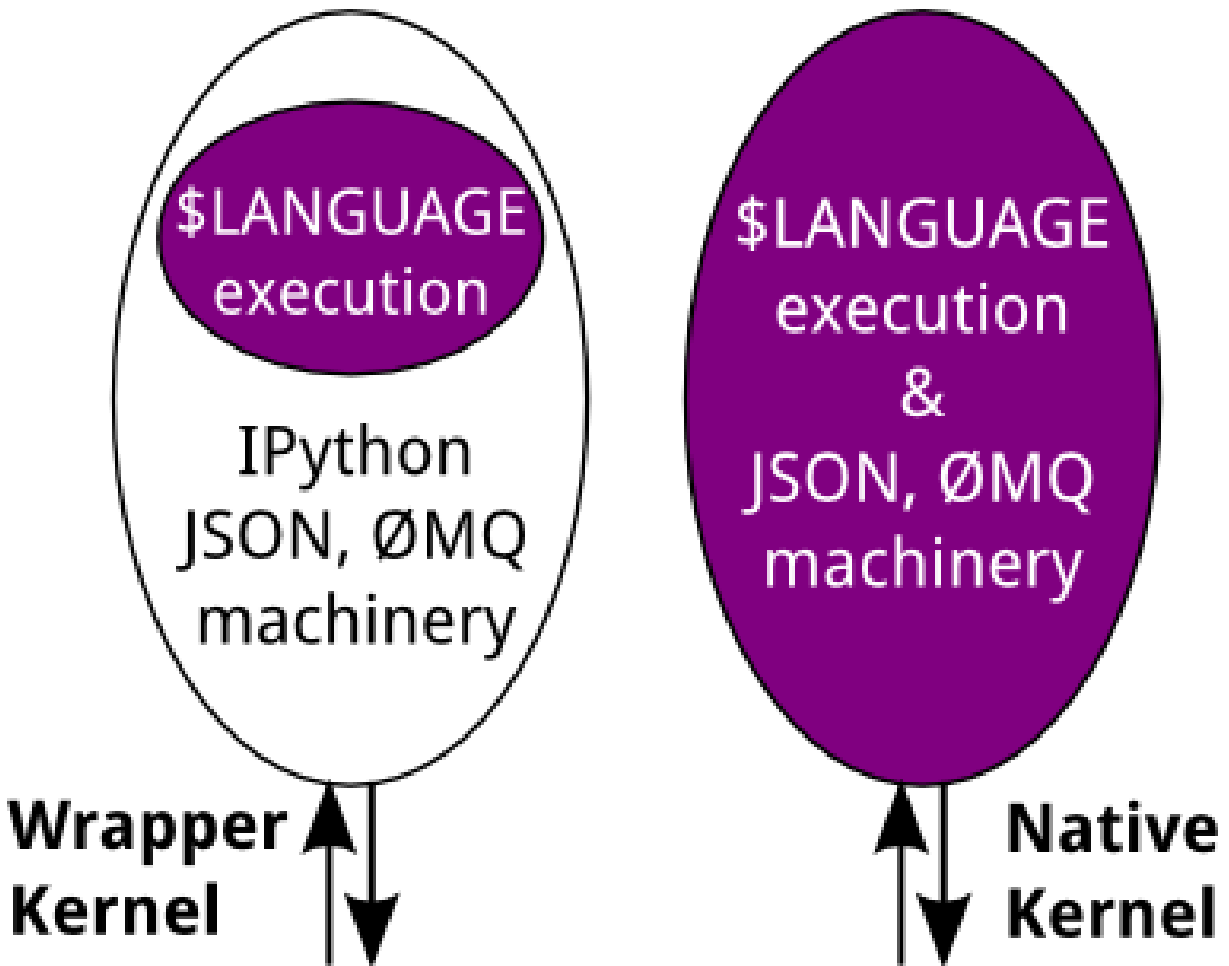 $LANGUAGE
execution
IPython
JSON, ØMQ
machinery
Wrapper
Kernel
$LANGUAGE
execution
&
JSON, ØMQ
machinery
Native
Kernel